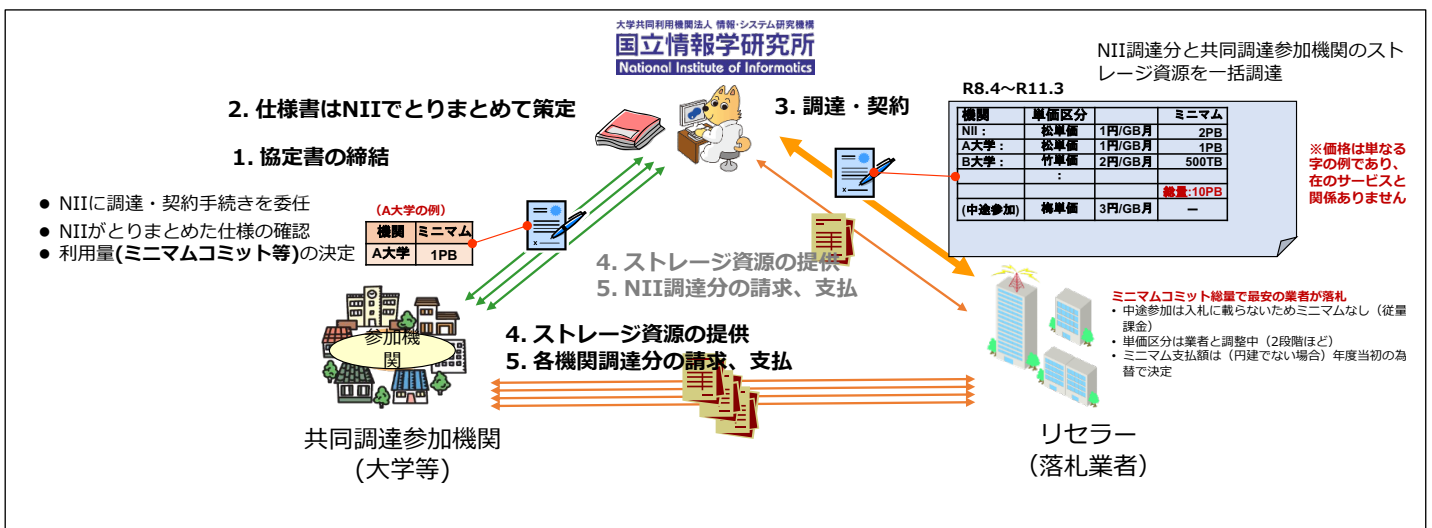 大学共同利用機関法人 情報・システム研究機構
国立情報学研究所
National Institute of Informatics
NII調達分と共同調達参加機関のスト
レージ資源を一括調達
R8.4～R11.3
2. 仕様書はNIIでとりまとめて策定
3. 調達・契約
機関 単価区分 ミニマム
NII： 松単価 1円/GB月 2PB
A大学： 松単価 1円/GB月 1PB
B大学： 竹単価 2円/GB月 500TB
：
総量:10PB
(中途参加) 梅単価 3円/GB月 ー
※価格は単なる
字の例であり、
在のサービスと
関係ありません
1. 協定書の締結
● NIIに調達・契約手続きを委任
● NIIがとりまとめた仕様の確認
● 利用量(ミニマムコミット等)の決定
（A大学の例）
機関 ミニマム
A大学 1PB
4. ストレージ資源の提供
5. NII調達分の請求、支払
ミニマムコミット総量で最安の業者が落札
• 中途参加は入札に載らないためミニマムなし（従量
課金）
• 単価区分は業者と調整中（2段階ほど）
• ミニマム支払額は（円建でない場合）年度当初の為
替で決定
参加機
関
4. ストレージ資源の提供
5. 各機関調達分の請求、支払
共同調達参加機関
(大学等)
リセラー
（落札業者）